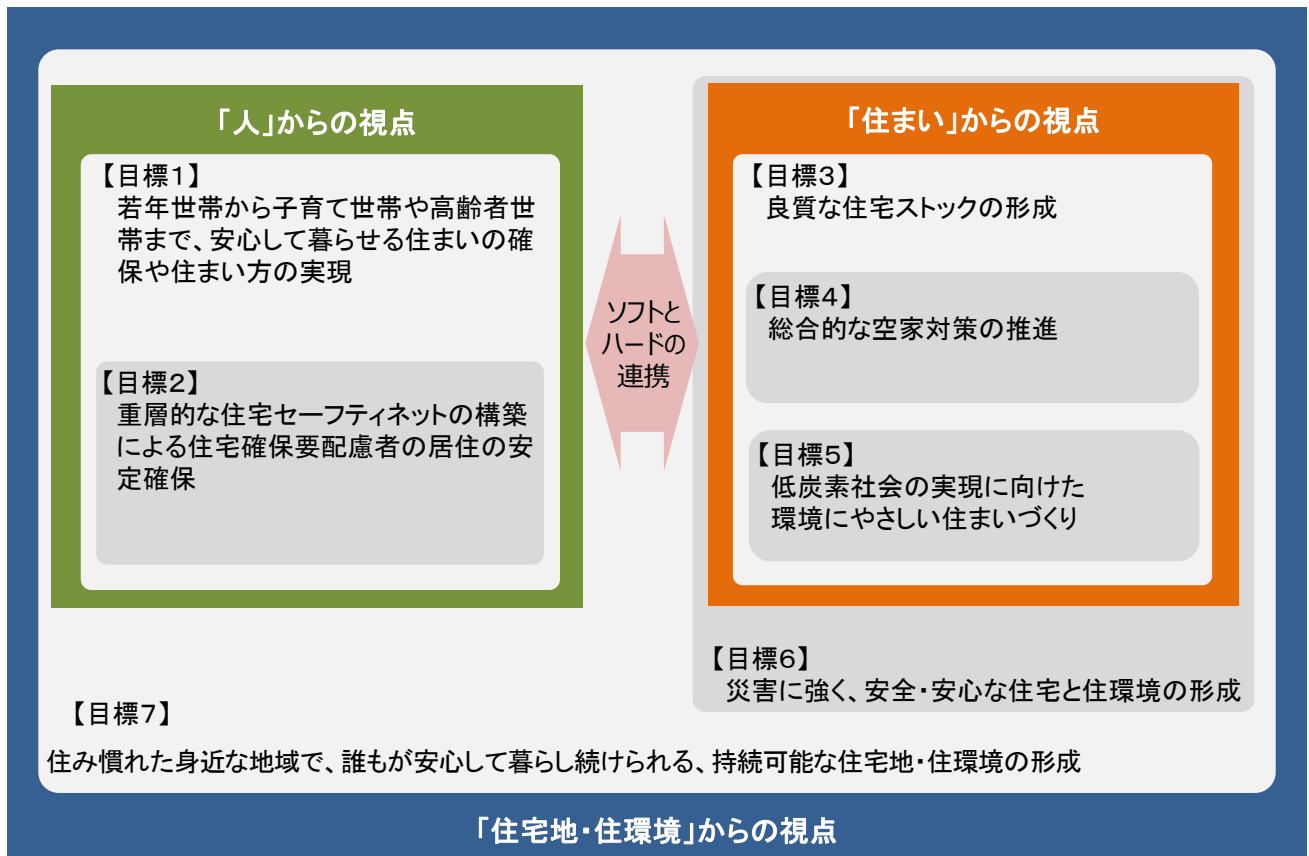 「人」からの視点
【目標１】
若年世帯から子育て世帯や高齢者世
帯まで、安心して暮らせる住まいの確
保や住まい方の実現
【目標２】
重層的な住宅セーフティネットの構築
による住宅確保要配慮者の居住の安
定確保
ソフトと
ハードの
連携
「住まい」からの視点
【目標３】
良質な住宅ストックの形成
【目標４】
総合的な空家対策の推進
【目標５】
低炭素社会の実現に向けた
環境にやさしい住まいづくり
【目標６】
災害に強く、安全・安心な住宅と住環境の形成
【目標７】
住み慣れた身近な地域で、誰もが安心して暮らし続けられる、持続可能な住宅地・住環境の形成
「住宅地・住環境」からの視点